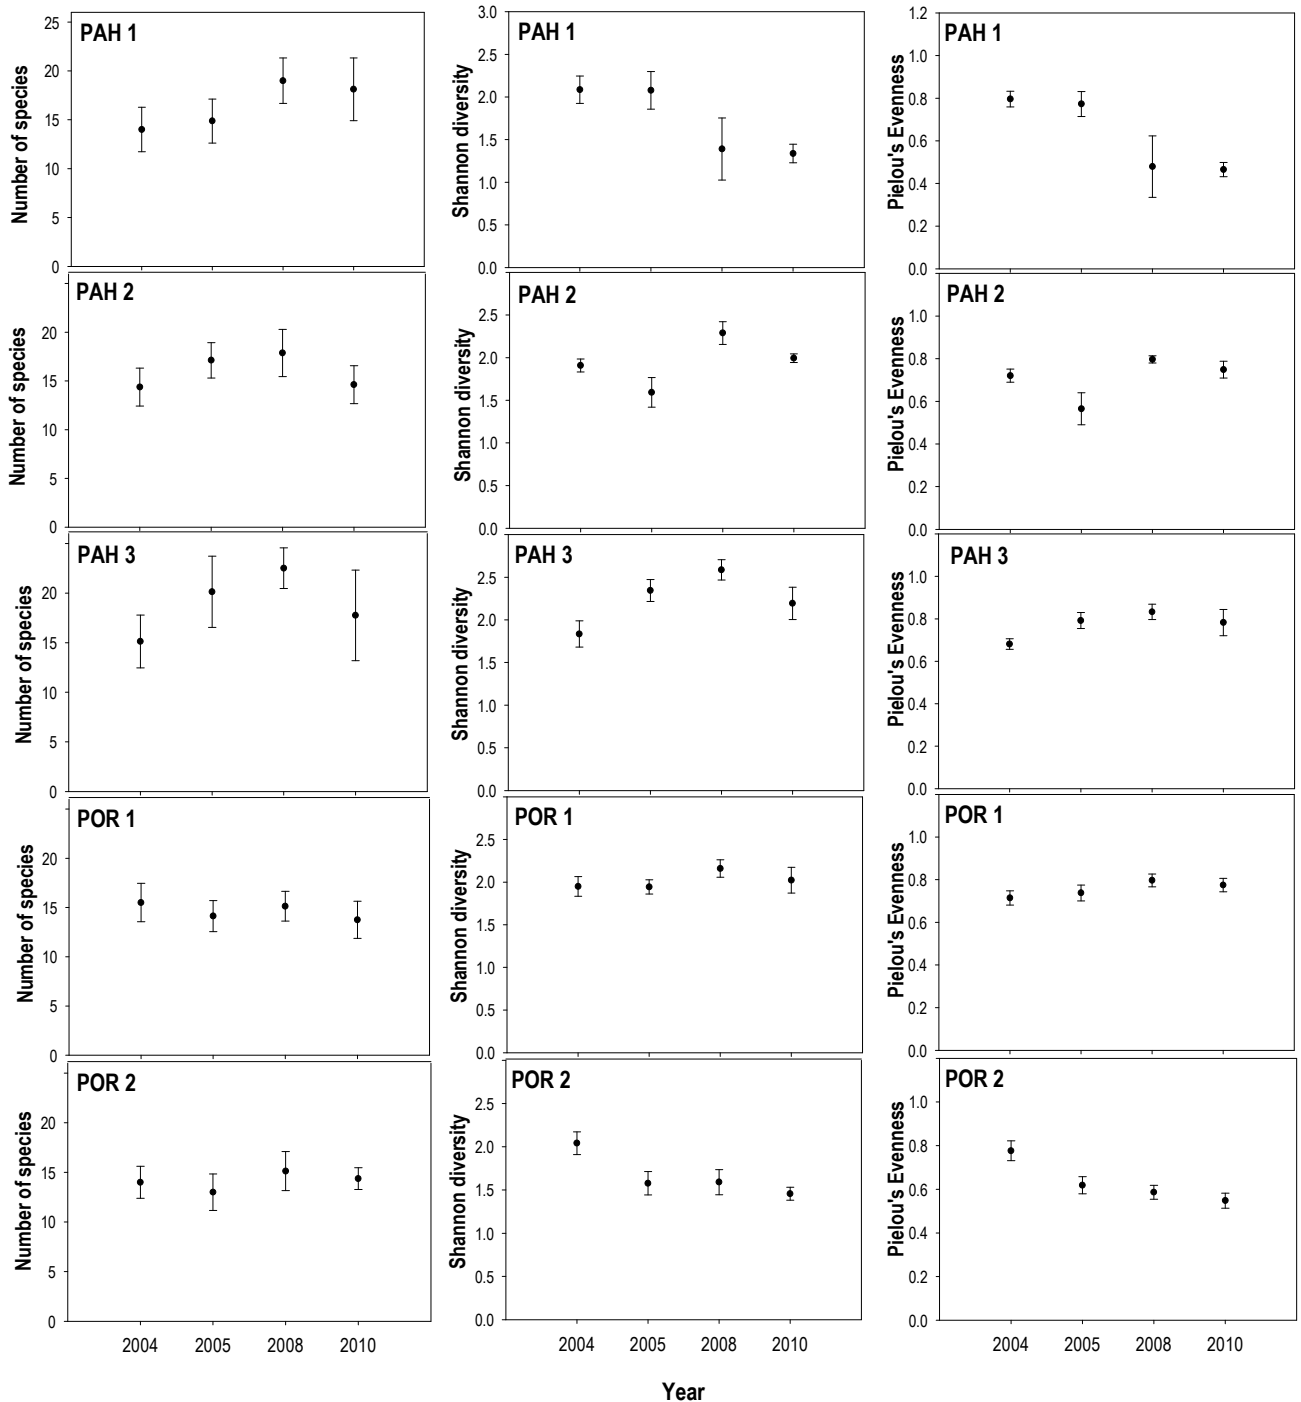 PAH 1
Number of species
25
20
15
10
5
0
PAH 1
Shannon diversity
3.0
2.5
2.0
1.5
1.0
0.5
0.0
PAH 1
Pielou's Evenness
1.2
1.0
0.8
0.6
0.4
0.2
0.0
PAH 2
Number of species
20
15
10
5
0
PAH 2
Shannon diversity
2.5
2.0
1.5
1.0
0.5
0.0
PAH 2
Pielou's Evenness
1.0
0.8
0.6
0.4
0.2
0.0
PAH 3
Number of species
20
15
10
5
0
PAH 3
Shannon diversity
2.5
2.0
1.5
1.0
0.5
0.0
PAH 3
Pielou's Evenness
1.0
0.8
0.6
0.4
0.2
0.0
POR 1
Number of species
20
15
10
5
0
POR 1
Shannon diversity
2.5
2.0
1.5
1.0
0.5
0.0
POR 1
Pielou's Evenness
1.0
0.8
0.6
0.4
0.2
0.0
POR 2
Number of species
20
15
10
5
0
2004 2005 2008 2010
POR 2
Shannon diversity
2.5
2.0
1.5
1.0
0.5
0.0
2004 2005 2008 2010
POR 2
Pielou's Evenness
1.0
0.8
0.6
0.4
0.2
0.0
2004 2005 2008 2010
Year